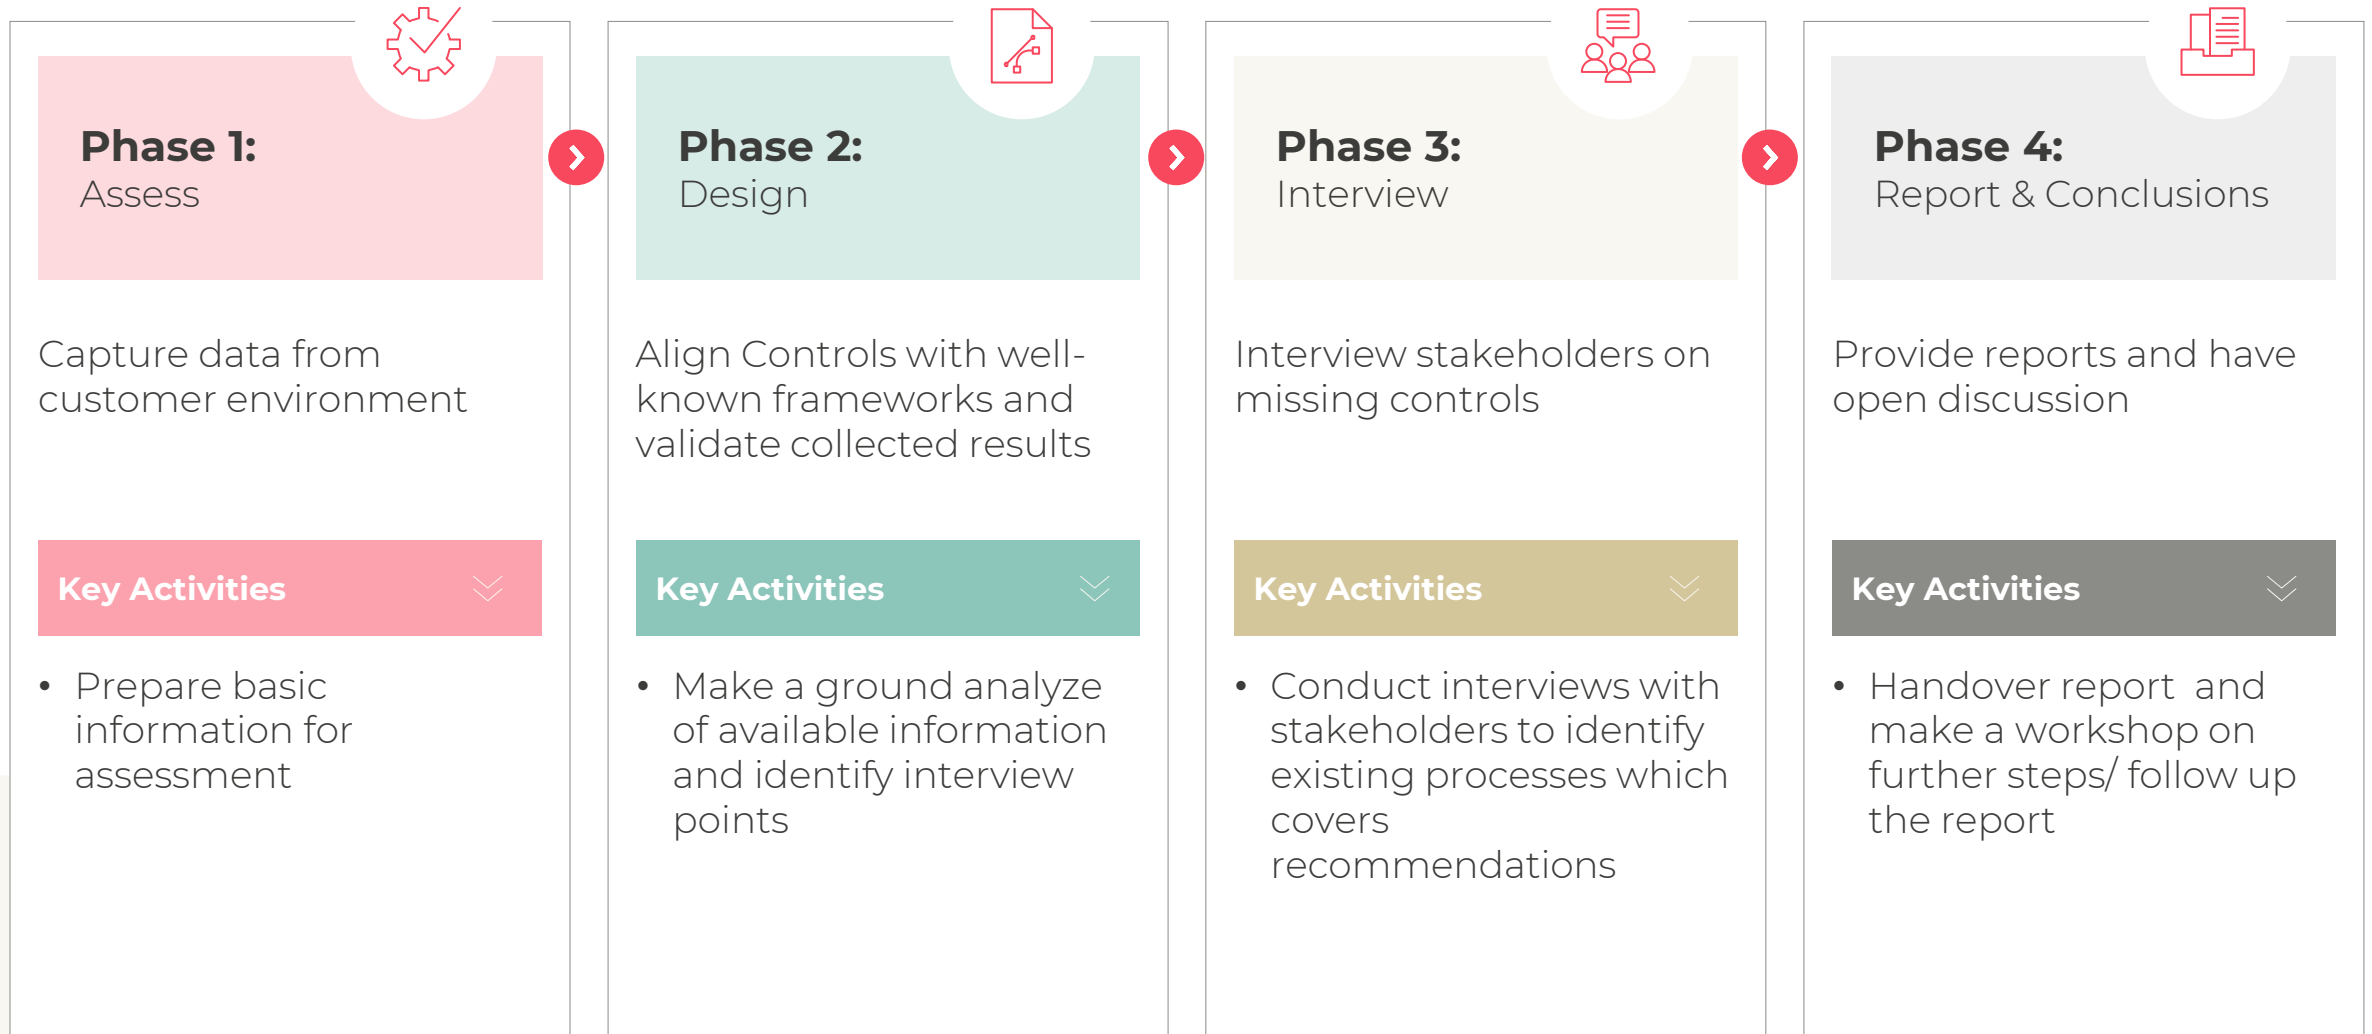 Phase 1:
Assess
Capture data from
customer environment
Key Activities
• Prepare basic
information for
assessment
Phase 2:
Design
Align Controls with well-
known frameworks and
validate collected results
Key Activities
• Make a ground analyze
of available information
and identify interview
points
Phase 3:
Interview
Interview stakeholders on
missing controls
Key Activities
• Conduct interviews with
stakeholders to identify
existing processes which
covers
recommendations
Phase 4:
Report & Conclusions
Provide reports and have
open discussion
Key Activities
• Handover report  and
make a workshop on
further steps/ follow up
the report